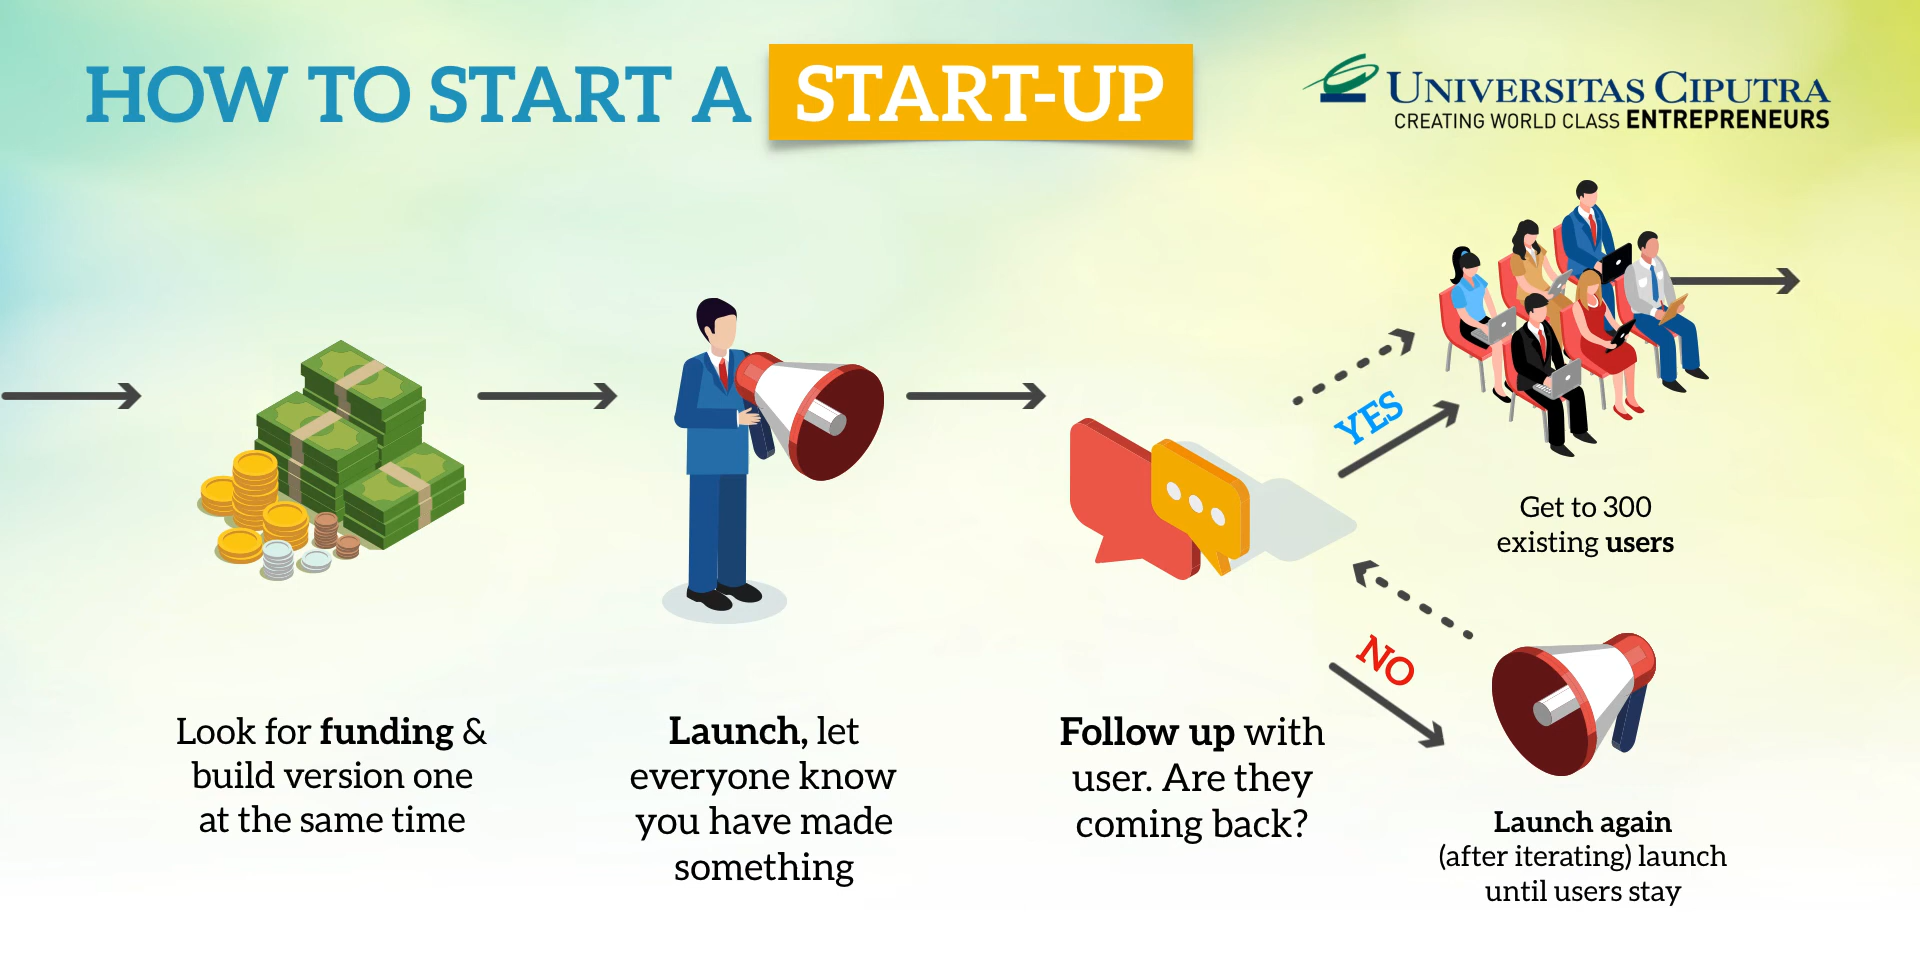 HOW TO START A START-UP
UNIVERSITAS CIPUTRA
CREATING WORLD CLASS ENTREPRENEURS
Look for funding &
build version one
at the same time
Launch, let
everyone know
you have made
something
Follow up with
user. Are they
coming back?
YES
Get to 300
existing users
NO
Launch again
(after iterating) launch
until users stay